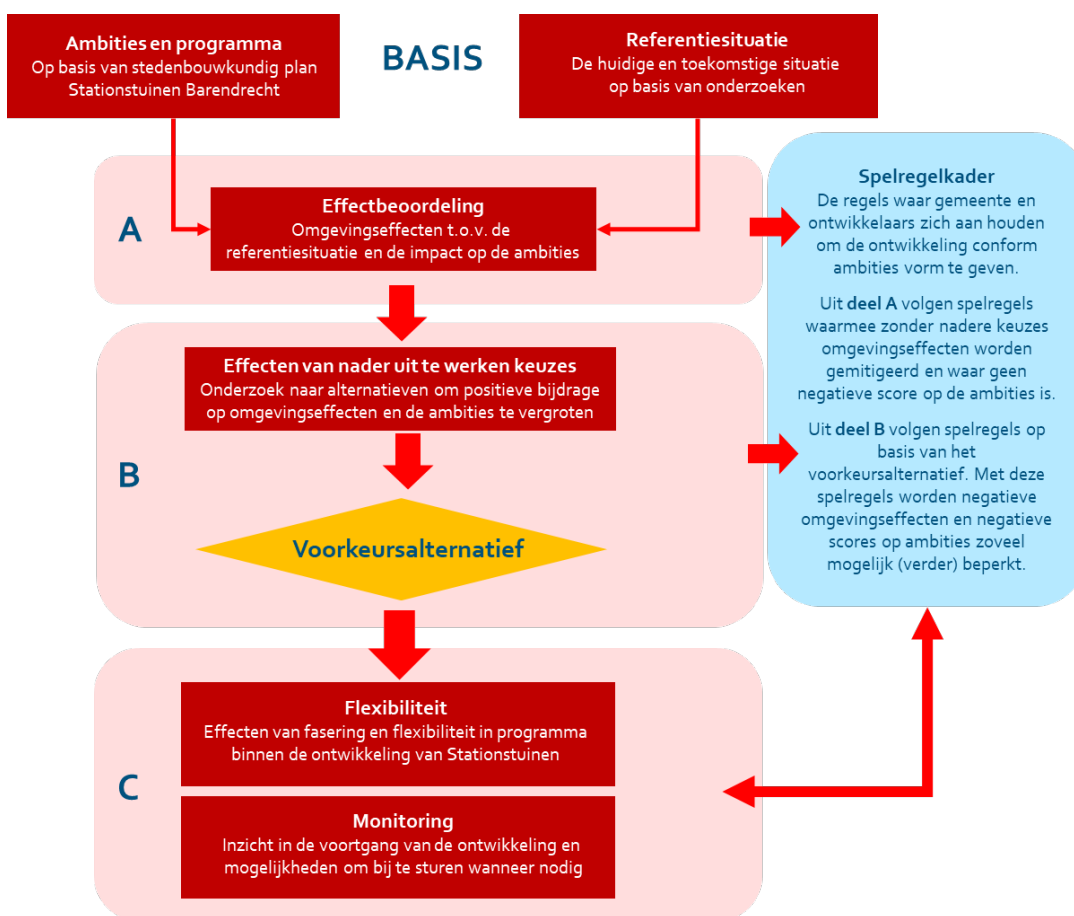 Ambities en programma
Op basis van stedenbouwkundig plan
Stationstuinen Barendrecht
BASIS
Referentiesituatie
De huidige en toekomstige situatie
op basis van onderzoeken
A
Effectbeoordeling
Omgevingseffecten t.o.v. de
referentiesituatie en de impact op de ambities
B
Effecten van nader uit te werken keuzes
Onderzoek naar alternatieven om positieve bijdrage
op omgevingseffecten en de ambities te vergroten
Voorkeursalternatief
C
Flexibiliteit
Effecten van fasering en flexibiliteit in programma
binnen de ontwikkeling van Stationstuinen
Monitoring
Inzicht in de voortgang van de ontwikkeling en
mogelijkheden om bij te sturen wanneer nodig
Spelregelkader
De regels waar gemeente en
ontwikkelaars zich aan houden
om de ontwikkeling conform
ambities vorm te geven.
Uit deel A volgen spelregels
waarmee zonder nadere keuzes
omgevingseffecten worden
gemitigeerd en waar geen
negatieve score op de ambities is.
Uit deel B volgen spelregels op
basis van het
voorkeursalternatief. Met deze
spelregels worden negatieve
omgevingseffecten en negatieve
scores op ambities zoveel
mogelijk (verder) beperkt.